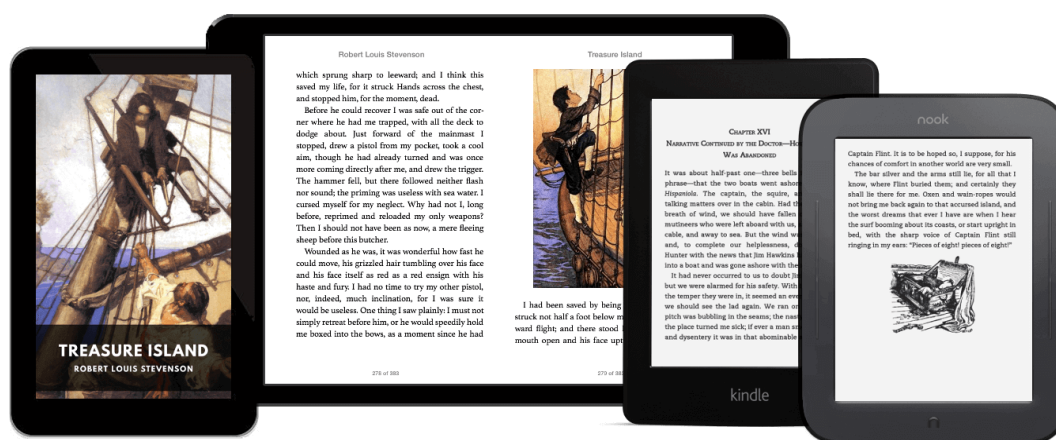 TREASURE ISLAND
ROBERT LOUIS STEVENSON
Robert Louis Stevenson
which sprung sharp to leeward; and I think this
saved my life, for it struck Hands across the chest,
and stopped him, for the moment, dead.
Before he could recover I was safe out of the cor-
ner where he had me trapped, with all the deck to
dodge about. Just forward of the mainmast I
stopped, drew a pistol from my pocket, took a cool
aim, though he had already turned and was once
more coming directly after me, and drew the trigger.
The hammer fell, but there followed neither flash
nor sound; the priming was useless with sea water. I
cursed myself for my neglect. Why had not I, long
before, reprimed and reloaded my only weapons?
Then I should not have been as now, a mere fleeing
sheep before this butcher.
Wounded as he was, it was wonderful how fast he
could move, his grizzled hair tumbling over his face
and his face itself as red as a red ensign with his
haste and fury. I had no time to try my other pistol,
nor, indeed, much inclination, for I was sure it
would be useless. One thing I saw plainly: I must not
simply retreat before him, or he would speedily hold
me boxed into the bows, as a moment since he had
278 of 383
Treasure Island
I had been saved by being
struck not half a foot below m
ward flight; and there stood
mouth open and his face upt
279 of 383
CHAPTER XVI
NARRATIVE CONTINUED BY THE DOCTOR—HO
WAS ABANDONED
It was about half-past one—three bells
phrase—that the two boats went ashor
Hispaniola. The captain, the squire, a
talking matters over in the cabin. Had th
breath of wind, we should have fallen
mutineers who were left aboard with us,
cable, and away to sea. But the wind wa
and, to complete our helplessness, d
Hunter with the news that Jim Hawkins
into a boat and was gone ashore with the
It had never occurred to us to doubt Ji
but we were alarmed for his safety. With
the temper they were in, it seemed an eve
we should see the lad again. We ran o
pitch was bubbling in the seams; the nast
the place turned me sick; if ever a man s
and dysentery it was in that abominable
kindle
nook
Captain Flint. It is to be hoped so, I suppose, for his
chances of comfort in another world are very small.
The bar silver and the arms still lie, for all that I
know, where Flint buried them; and certainly they
shall lie there for me. Oxen and wain-ropes would
not bring me back again to that accursed island, and
the worst dreams that ever I have are when I hear
the surf booming about its coasts, or start upright in
bed, with the sharp voice of Captain Flint still
ringing in my ears: “Pieces of eight! pieces of eight!”